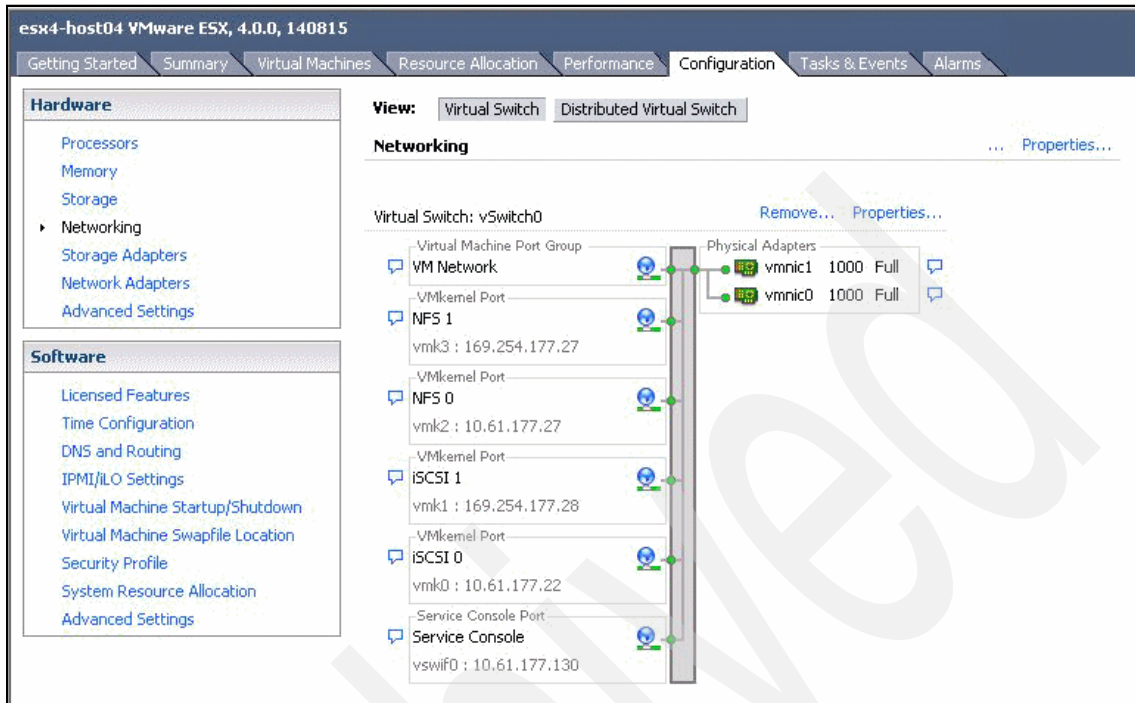 esx4-host04 VMware ESX, 4.0.0, 140815
Getting Started Summary Virtual Machines Resource Allocation Performance Configuration Tasks & Events Alarms
Hardware
Processors
Memory
Storage
Networking
Storage Adapters
Network Adapters
Advanced Settings
Software
Licensed Features
Time Configuration
DNS and Routing
IPMI/iLO Settings
Virtual Machine Startup/Shutdown
Virtual Machine Swapfile Location
Security Profile
System Resource Allocation
Advanced Settings
View: Virtual Switch Distributed Virtual Switch
Networking ... Properties...
Virtual Switch: vSwitch0 Remove... Properties...
Virtual Machine Port Group Physical Adapters
VM Network vmnic1 1000 Full
VMkernel Port vmnic0 1000 Full
NFS 1
vmk3 : 169.254.177.27
VMkernel Port
NFS 0
vmk2 : 10.61.177.27
VMkernel Port
iSCSI 1
vmk1 : 169.254.177.28
VMkernel Port
iSCSI 0
vmk0 : 10.61.177.22
Service Console Port
Service Console
vswif0 : 10.61.177.130